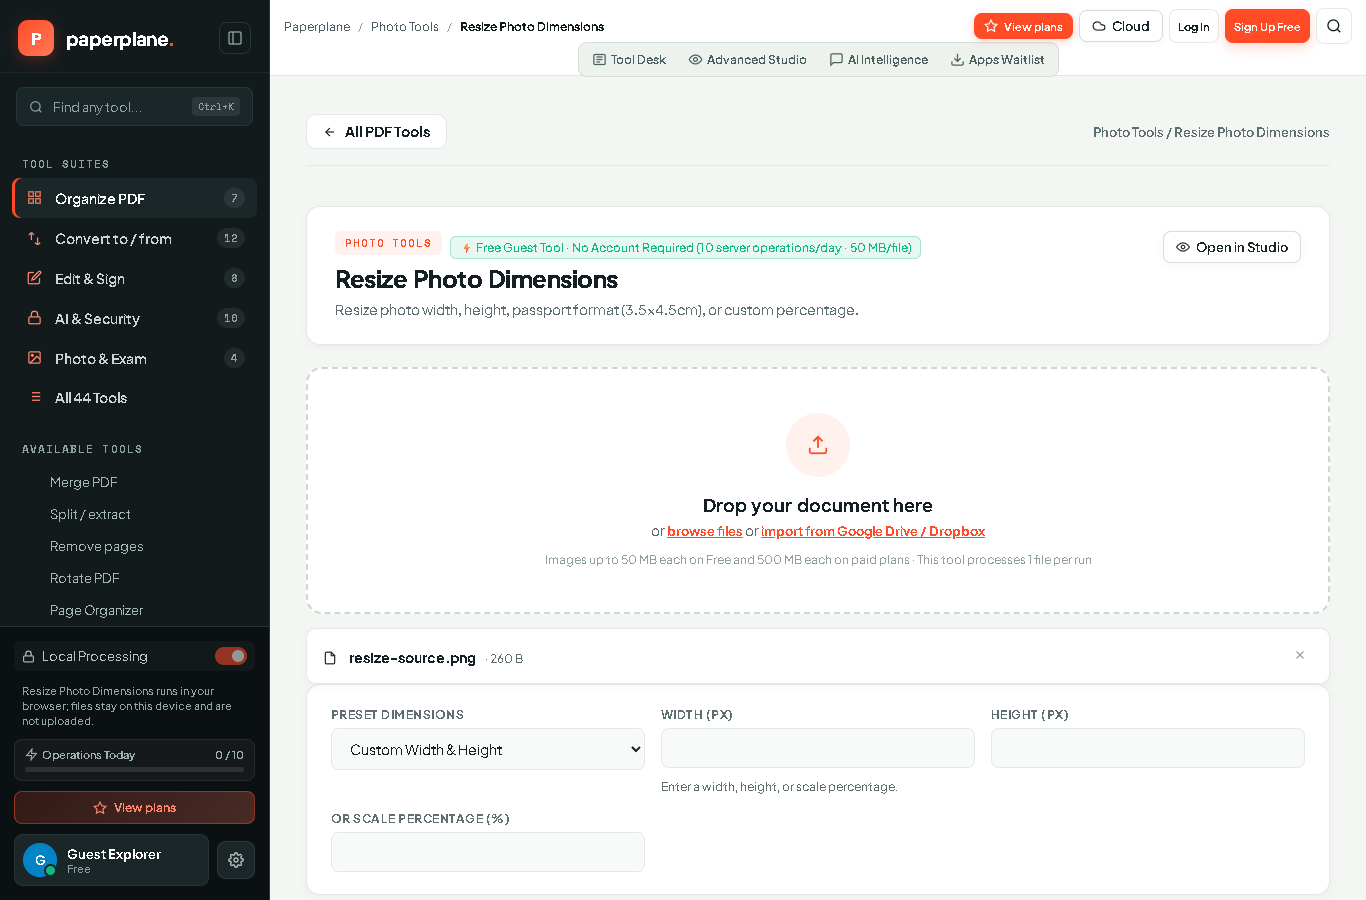 P paperplane.
Find any tool... Ctrl+K
TOOL SUITES
Organize PDF 7
Convert to / from 12
Edit & Sign 8
AI & Security 10
Photo & Exam 4
All 44 Tools
AVAILABLE TOOLS
Merge PDF
Split / extract
Remove pages
Rotate PDF
Page Organizer
Local Processing
Resize Photo Dimensions runs in your
browser; files stay on this device and are
not uploaded.
Operations Today 0 / 10
View plans
G Guest Explorer
Free
Paperplane / Photo Tools / Resize Photo Dimensions
View plans Cloud Log In Sign Up Free
Tool Desk Advanced Studio AI Intelligence Apps Waitlist
All PDF Tools
Photo Tools / Resize Photo Dimensions
PHOTO TOOLS Free Guest Tool · No Account Required (10 server operations/day · 50 MB/file)
Open in Studio
Resize Photo Dimensions
Resize photo width, height, passport format (3.5×4.5cm), or custom percentage.
Drop your document here
or browse files or import from Google Drive / Dropbox
Images up to 50 MB each on Free and 500 MB each on paid plans · This tool processes 1 file per run
resize-source.png · 260 B ×
PRESET DIMENSIONS WIDTH (PX) HEIGHT (PX)
Custom Width & Height
Enter a width, height, or scale percentage.
OR SCALE PERCENTAGE (%)